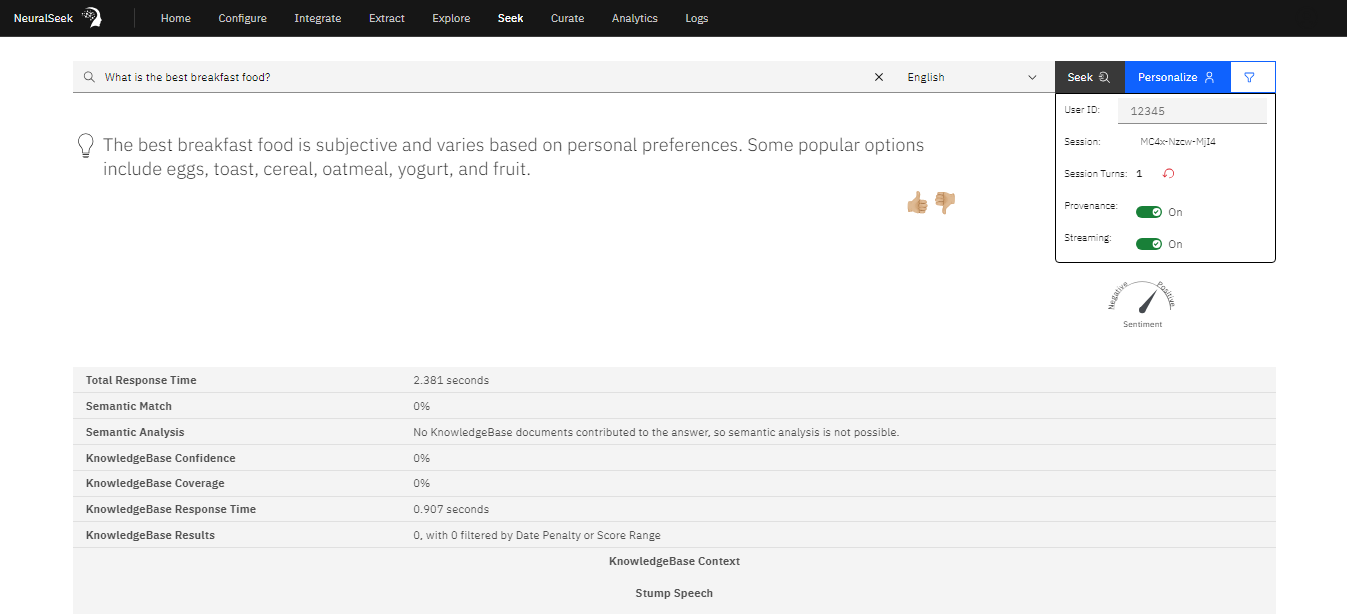 NeuralSeek Home Configure Integrate Extract Explore Seek Curate Analytics Logs
What is the best breakfast food? English Seek Personalize
User ID: 12345
Session: MC4x-Nzcw-MjI4
Session Turns: 1
Provenance: On
Streaming: On
The best breakfast food is subjective and varies based on personal preferences. Some popular options
include eggs, toast, cereal, oatmeal, yogurt, and fruit.
Negative Positive
Sentiment
Total Response Time 2.381 seconds
Semantic Match 0%
Semantic Analysis No KnowledgeBase documents contributed to the answer, so semantic analysis is not possible.
KnowledgeBase Confidence 0%
KnowledgeBase Coverage 0%
KnowledgeBase Response Time 0.907 seconds
KnowledgeBase Results 0, with 0 filtered by Date Penalty or Score Range
KnowledgeBase Context
Stump Speech